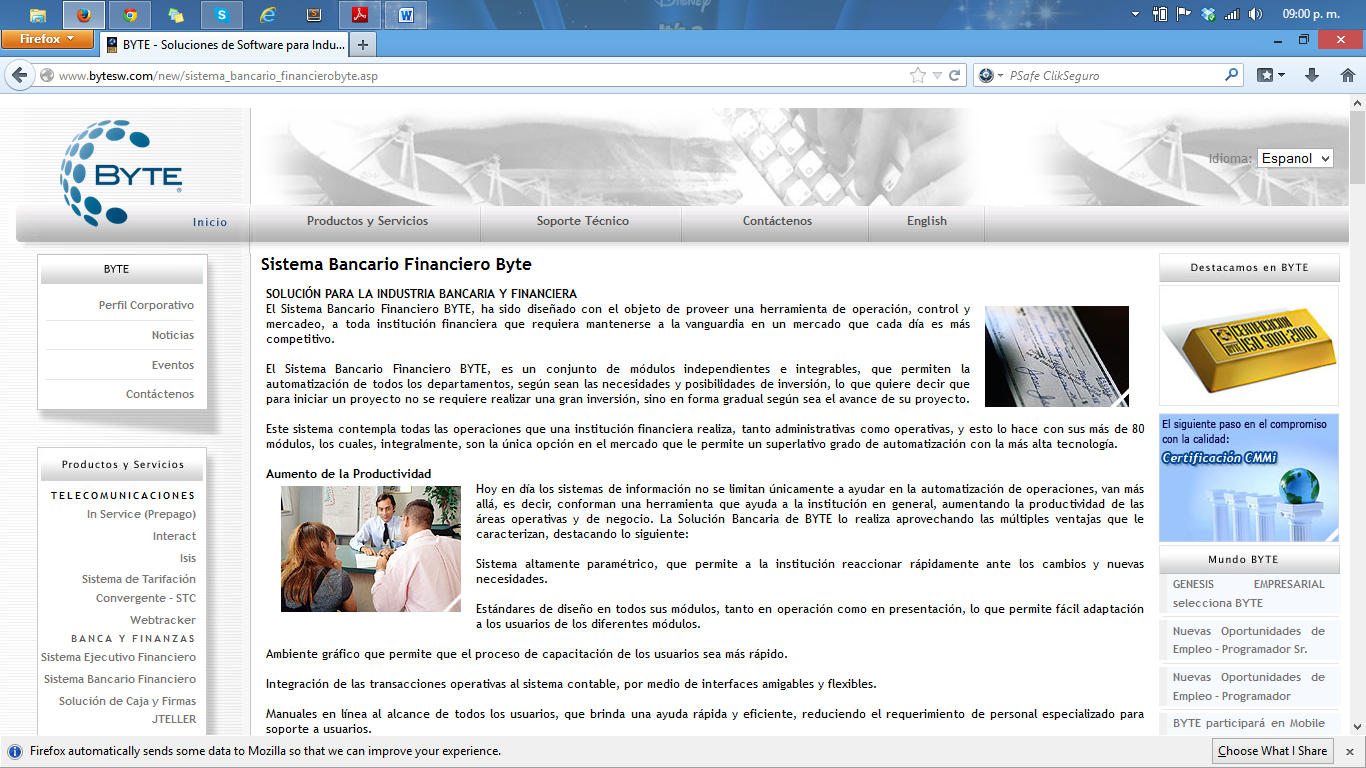 DISNEY
09:00 p. m.
Firefox
BYTE - Soluciones de Software para Indu...
www.bytesw.com/new/sistema_bancario_financierobyte.asp
PSafe ClikSeguro
BYTE
®
Idioma: Espanol
Inicio
Productos y Servicios
Soporte Técnico
Contáctenos
English
BYTE
Perfil Corporativo
Noticias
Eventos
Contáctenos
Productos y Servicios
TELECOMUNICACIONES
In Service (Prepago)
Interact
Isis
Sistema de Tarifación
Convergente - STC
Webtracker
BANCA Y FINANZAS
Sistema Ejecutivo Financiero
Sistema Bancario Financiero
Solución de Caja y Firmas
JTELLER
Sistema Bancario Financiero Byte
SOLUCIÓN PARA LA INDUSTRIA BANCARIA Y FINANCIERA
El Sistema Bancario Financiero BYTE, ha sido diseñado con el objeto de proveer una herramienta de operación, control y
mercadeo, a toda institución financiera que requiera mantenerse a la vanguardia en un mercado que cada día es más
competitivo.
El Sistema Bancario Financiero BYTE, es un conjunto de módulos independientes e integrables, que permiten la
automatización de todos los departamentos, según sean las necesidades y posibilidades de inversión, lo que quiere decir que
para iniciar un proyecto no se requiere realizar una gran inversión, sino en forma gradual según sea el avance de su proyecto.
Este sistema contempla todas las operaciones que una institución financiera realiza, tanto administrativas como operativas, y esto lo hace con sus más de 80
módulos, los cuales, integralmente, son la única opción en el mercado que le permite un superlativo grado de automatización con la más alta tecnología.
Aumento de la Productividad
Hoy en día los sistemas de información no se limitan únicamente a ayudar en la automatización de operaciones, van más
allá, es decir, conforman una herramienta que ayuda a la institución en general, aumentando la productividad de las
áreas operativas y de negocio. La Solución Bancaria de BYTE lo realiza aprovechando las múltiples ventajas que le
caracterizan, destacando lo siguiente:
Sistema altamente paramétrico, que permite a la institución reaccionar rápidamente ante los cambios y nuevas
necesidades.
Estándares de diseño en todos sus módulos, tanto en operación como en presentación, lo que permite fácil adaptación
a los usuarios de los diferentes módulos.
Ambiente gráfico que permite que el proceso de capacitación de los usuarios sea más rápido.
Integración de las transacciones operativas al sistema contable, por medio de interfaces amigables y flexibles.
Manuales en línea al alcance de todos los usuarios, que brinda una ayuda rápida y eficiente, reduciendo el requerimiento de personal especializado para
soporte a usuarios.
Destacamos en BYTE
CERTIFICACION
BYTE ISO 9001-2000
El siguiente paso en el compromiso
con la calidad:
Certificación CMMi
Mundo BYTE
GENESIS EMPRESARIAL
selecciona BYTE
Nuevas Oportunidades de
Empleo - Programador Sr.
Nuevas Oportunidades de
Empleo - Programador
BYTE participará en Mobile
Firefox automatically sends some data to Mozilla so that we can improve your experience.
Choose What I Share